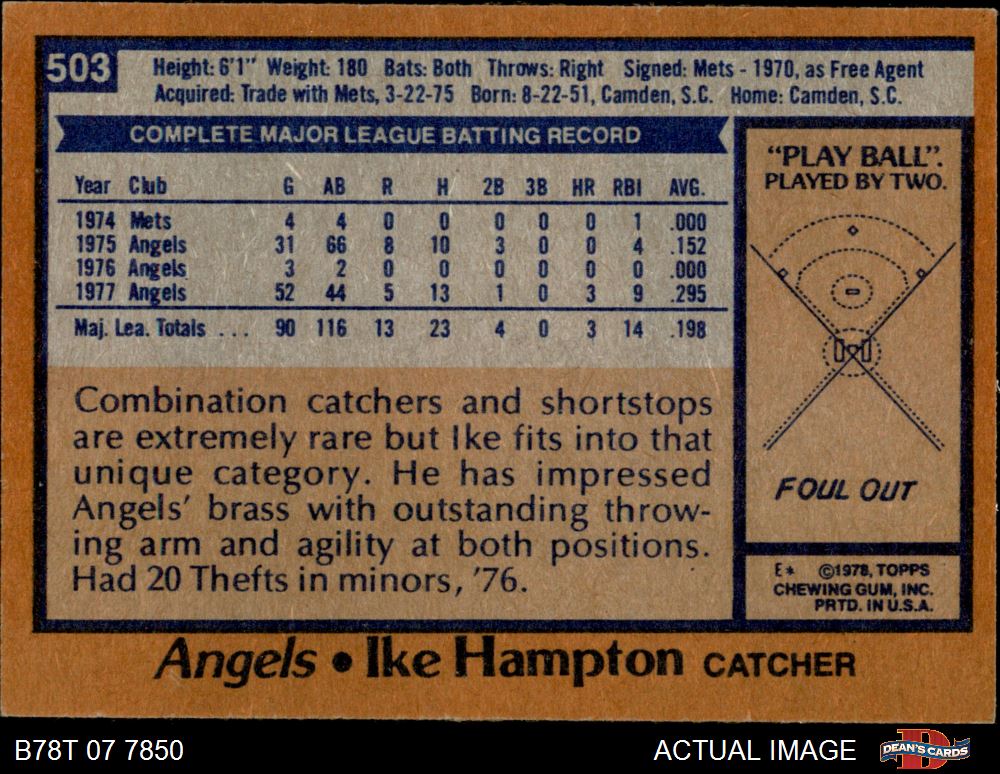 503
Height: 6'1" Weight: 180 Bats: Both Throws: Right Signed: Mets - 1970, as Free Agent
Acquired: Trade with Mets, 3-22-75 Born: 8-22-51, Camden, S.C. Home: Camden, S.C.
COMPLETE MAJOR LEAGUE BATTING RECORD
Year Club G AB R H 2B 3B HR RBI AVG.
1974 Mets 4 4 0 0 0 0 0 1 .000
1975 Angels 31 66 8 10 3 0 0 4 .152
1976 Angels 3 2 0 0 0 0 0 0 .000
1977 Angels 52 44 5 13 1 0 3 9 .295
Maj. Lea. Totals ... 90 116 13 23 4 0 3 14 .198
Combination catchers and shortstops
are extremely rare but Ike fits into that
unique category. He has impressed
Angels' brass with outstanding throw-
ing arm and agility at both positions.
Had 20 Thefts in minors, '76.
"PLAY BALL".
PLAYED BY TWO.
FOUL OUT
E* ©1978, TOPPS
CHEWING GUM, INC.
PRTD. IN U.S.A.
Angels • Ike Hampton CATCHER
B78T 07 7850
ACTUAL IMAGE
DEAN'S CARDS